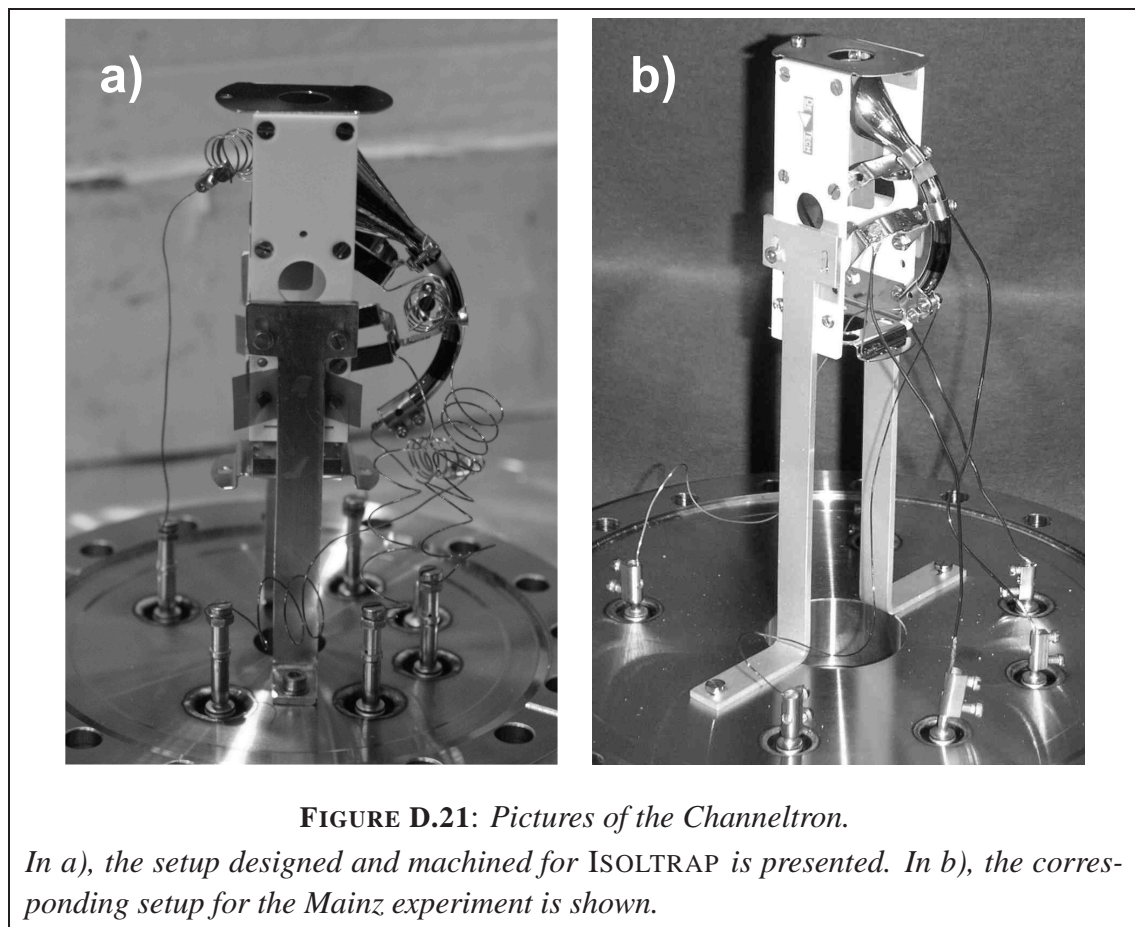 a)
b)
FIGURE D.21: Pictures of the Channeltron.
In a), the setup designed and machined for ISOLTRAP is presented. In b), the corres-
ponding setup for the Mainz experiment is shown.